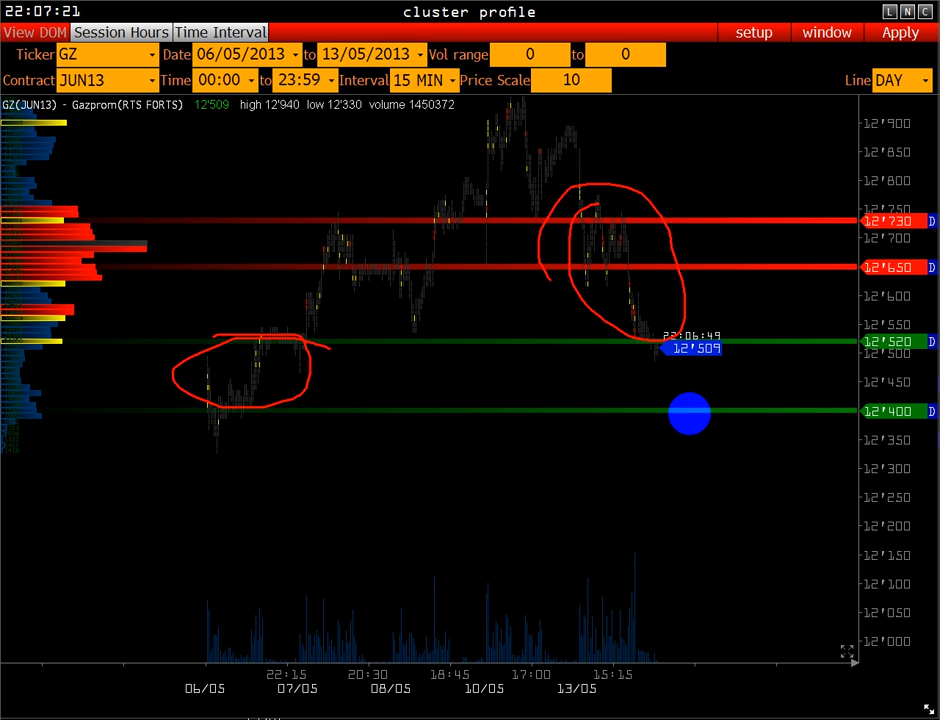 22:07:21 cluster profile L N C
View DOM Session Hours Time Interval setup window Apply
Ticker GZ Date 06/05/2013 to 13/05/2013 Vol range 0 to 0
Contract JUN13 Time 00:00 to 23:59 Interval 15 MIN Price Scale 10 Line DAY
GZ(JUN13) - Gazprom(RTS FORTS) 12'509 high 12'940 low 12'330 volume 1450372
12'900
12'850
12'800
12'750
12'730 D
12'700
12'650 D
12'600
12'550
22:06:49
12'520 D
12'509
12'500
12'450
12'400 D
12'350
12'300
12'250
12'200
12'150
12'100
12'050
12'000
22:15 20:30 18:45 17:00 15:15
06/05 07/05 08/05 10/05 13/05